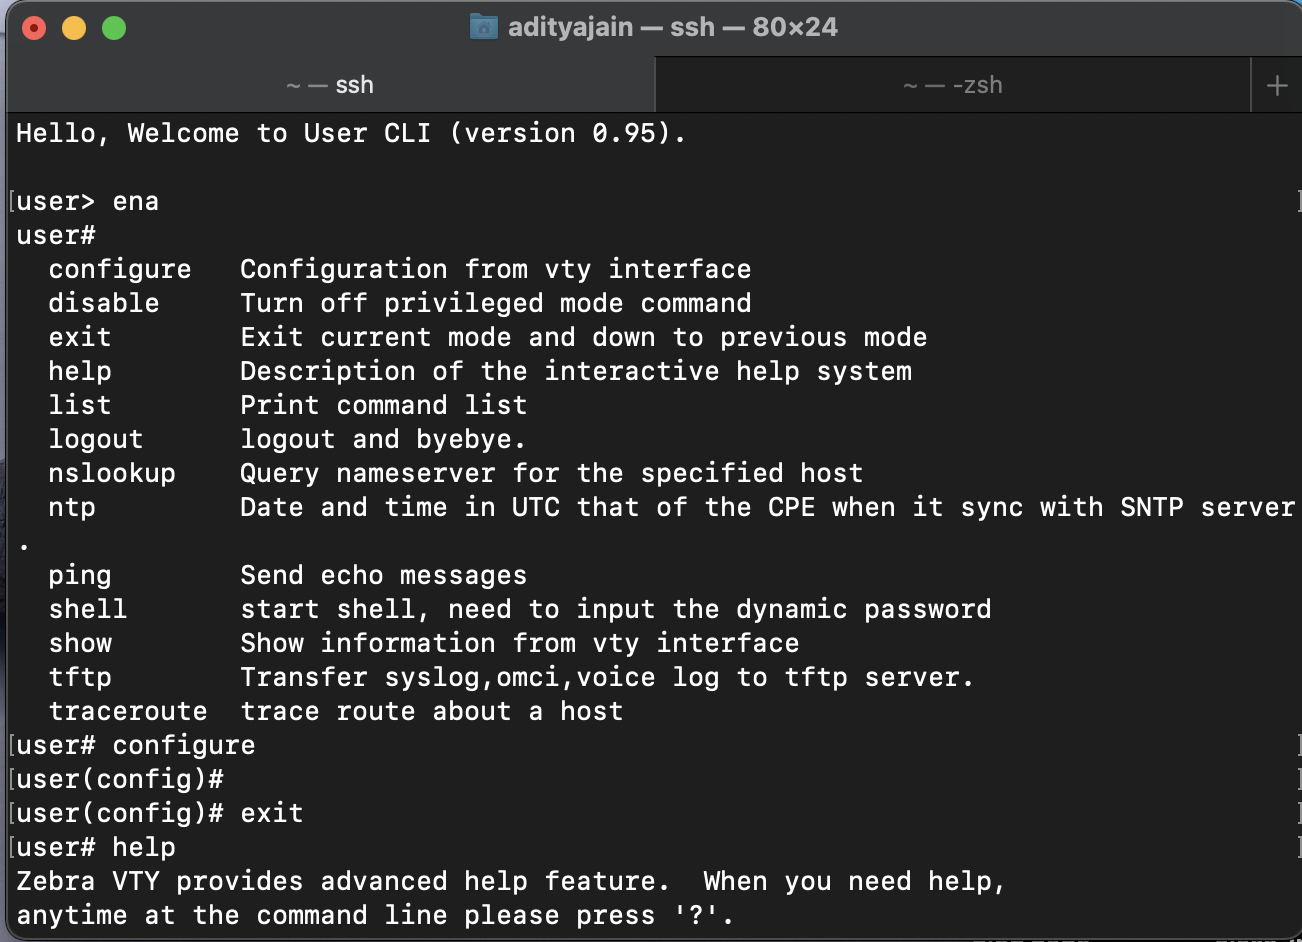 adityajain — ssh — 80×24
~ — ssh
~ — -zsh
+
Hello, Welcome to User CLI (version 0.95).
[user> ena ]
user#
configure Configuration from vty interface
disable Turn off privileged mode command
exit Exit current mode and down to previous mode
help Description of the interactive help system
list Print command list
logout logout and byebye.
nslookup Query nameserver for the specified host
ntp Date and time in UTC that of the CPE when it sync with SNTP server
.
ping Send echo messages
shell start shell, need to input the dynamic password
show Show information from vty interface
tftp Transfer syslog,omci,voice log to tftp server.
traceroute trace route about a host
[user# configure ]
[user(config)# ]
[user(config)# exit ]
[user# help ]
Zebra VTY provides advanced help feature.  When you need help,
anytime at the command line please press '?'.